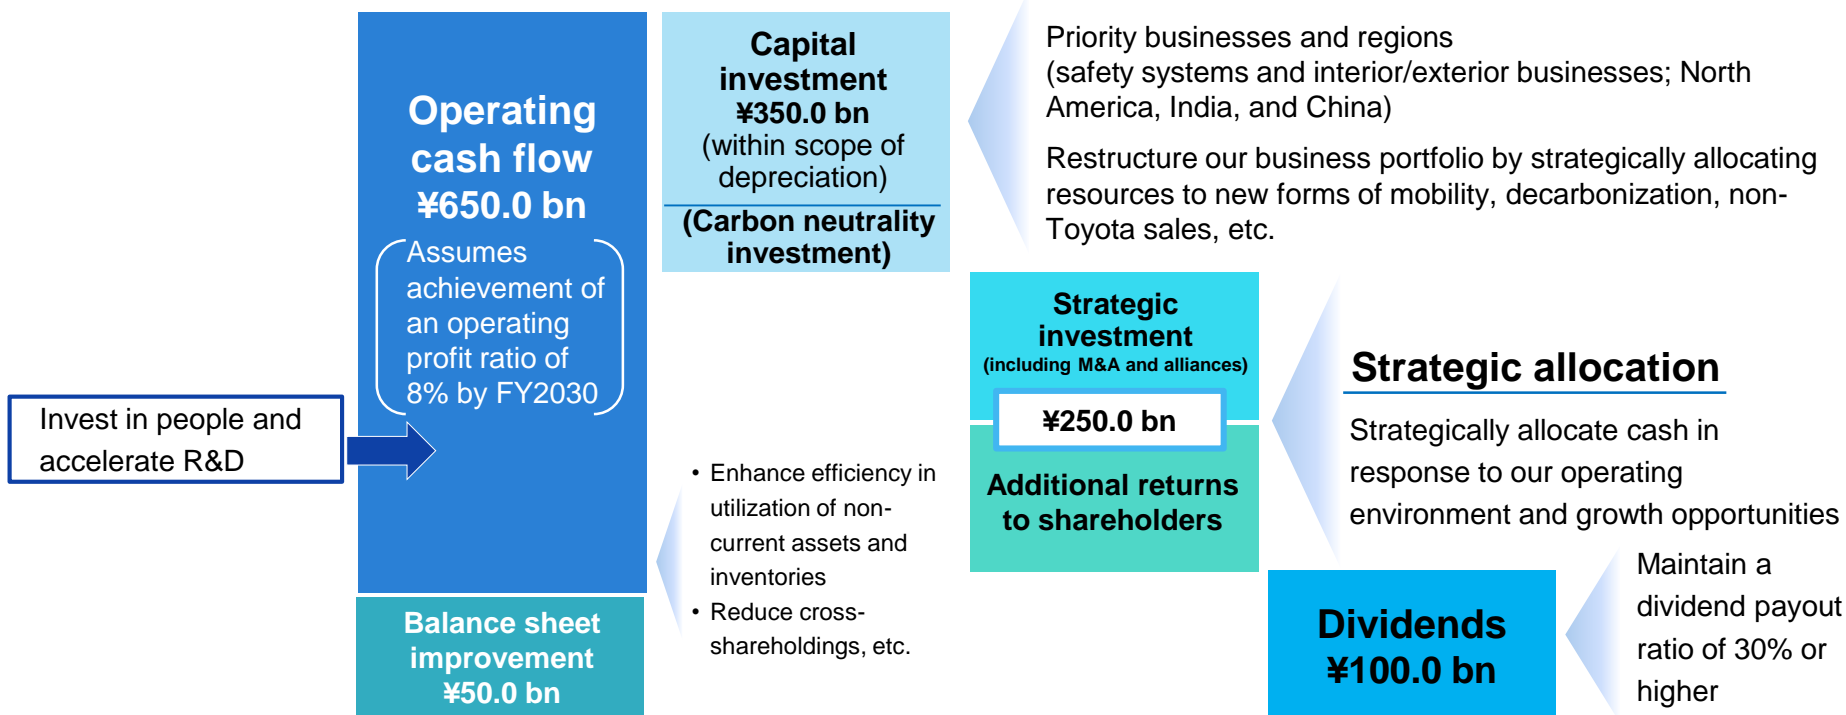 Invest in people and
accelerate R&D
Operating
cash flow
¥650.0 bn
Assumes
achievement of
an operating
profit ratio of
8% by FY2030
Balance sheet
improvement
¥50.0 bn
Capital
investment
¥350.0 bn
(within scope of
depreciation)
(Carbon neutrality
investment)
• Enhance efficiency in
utilization of non-
current assets and
inventories
• Reduce cross-
shareholdings, etc.
Priority businesses and regions
(safety systems and interior/exterior businesses; North
America, India, and China)
Restructure our business portfolio by strategically allocating
resources to new forms of mobility, decarbonization, non-
Toyota sales, etc.
Strategic
investment
(including M&A and alliances)
¥250.0 bn
Additional returns
to shareholders
Strategic allocation
Strategically allocate cash in
response to our operating
environment and growth opportunities
Dividends
¥100.0 bn
Maintain a
dividend payout
ratio of 30% or
higher